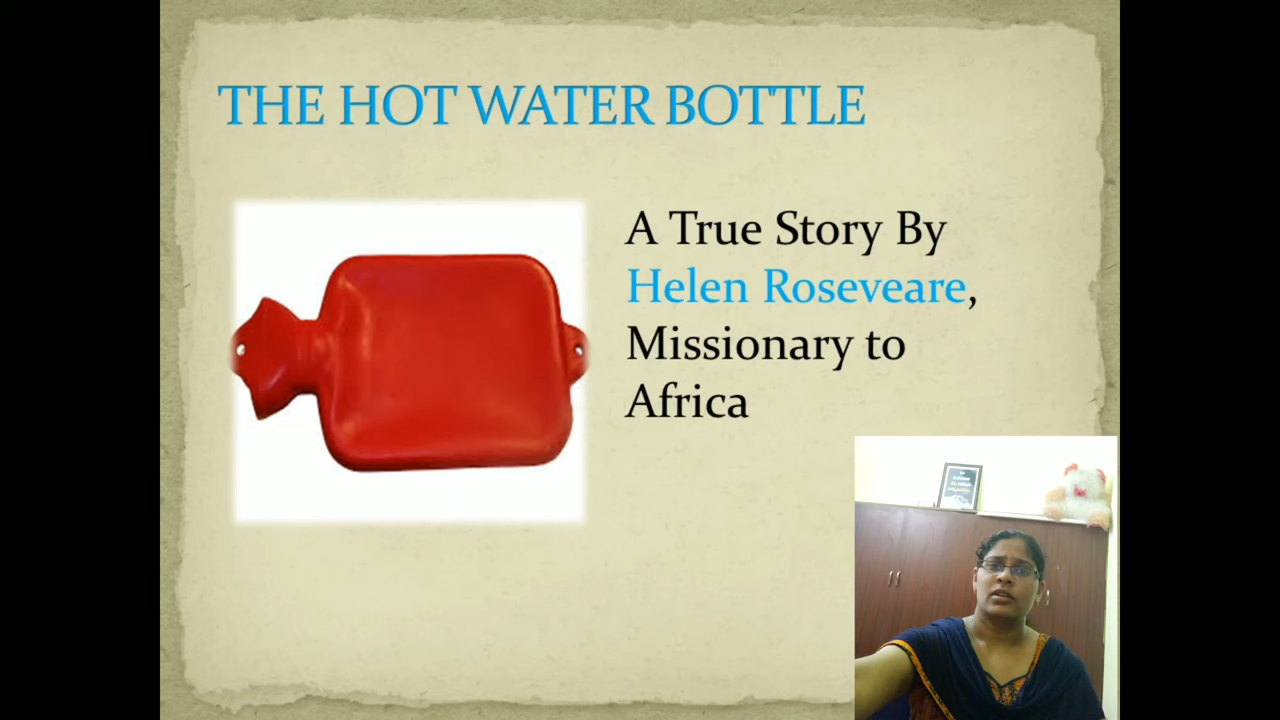 THE HOT WATER BOTTLE
A True Story By
Helen Roseveare,
Missionary to
Africa